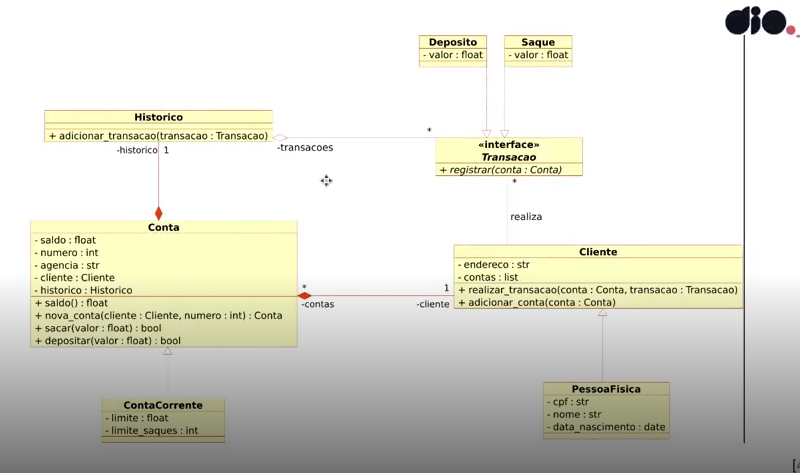 dio.
Deposito
- valor : float
Saque
- valor : float
Historico
+ adicionar_transacao(transacao : Transacao)
-historico 1
-transacoes
*
«interface»
Transacao
+ registrar(conta : Conta)
*
realiza
Conta
- saldo : float
- numero : int
- agencia : str
- cliente : Cliente
- historico : Historico
+ saldo() : float
+ nova_conta(cliente : Cliente, numero : int) : Conta
+ sacar(valor : float) : bool
+ depositar(valor : float) : bool
*
-contas
1
-cliente
Cliente
- endereco : str
- contas : list
+ realizar_transacao(conta : Conta, transacao : Transacao)
+ adicionar_conta(conta : Conta)
ContaCorrente
- limite : float
- limite_saques : int
PessoaFisica
- cpf : str
- nome : str
- data_nascimento : date